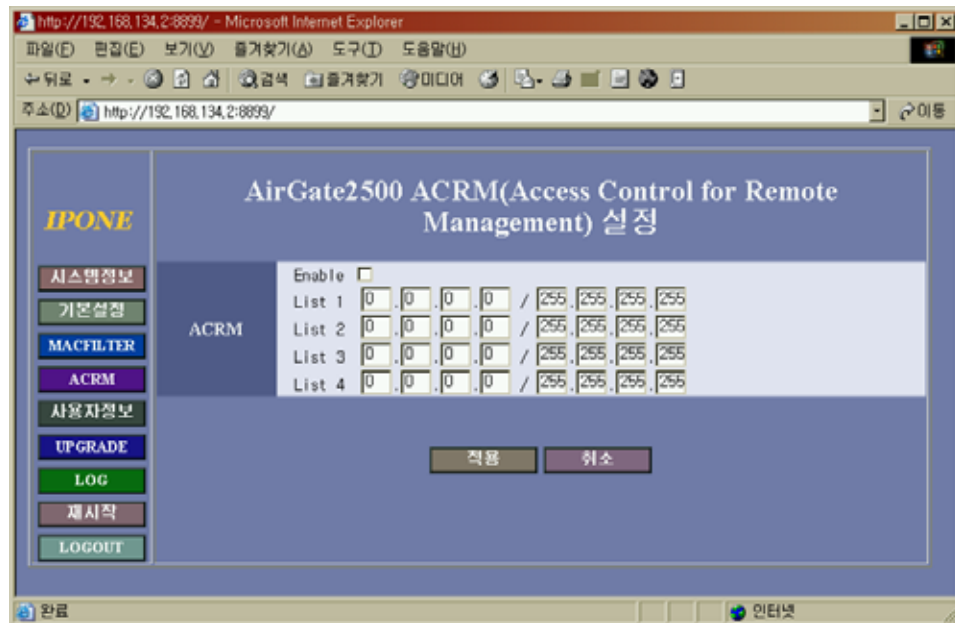 http://192,168,134,2:8899/ - Microsoft Internet Explorer
파일(F) 편집(E) 보기(V) 즐겨찾기(A) 도구(T) 도움말(H)
뒤로 검색 즐겨찾기 미디어
주소(D) http://192,168,134,2:8899/ 이동
IPONE
AirGate2500 ACRM(Access Control for Remote
Management) 설정
시스템정보
기본설정
MACFILTER
ACRM
사용자정보
UPGRADE
LOG
재시작
LOGOUT
ACRM
Enable
List 1 0 .0 .0 .0 / 255.255.255.255
List 2 0 .0 .0 .0 / 255.255.255.255
List 3 0 .0 .0 .0 / 255.255.255.255
List 4 0 .0 .0 .0 / 255.255.255.255
적용 취소
완료 인터넷